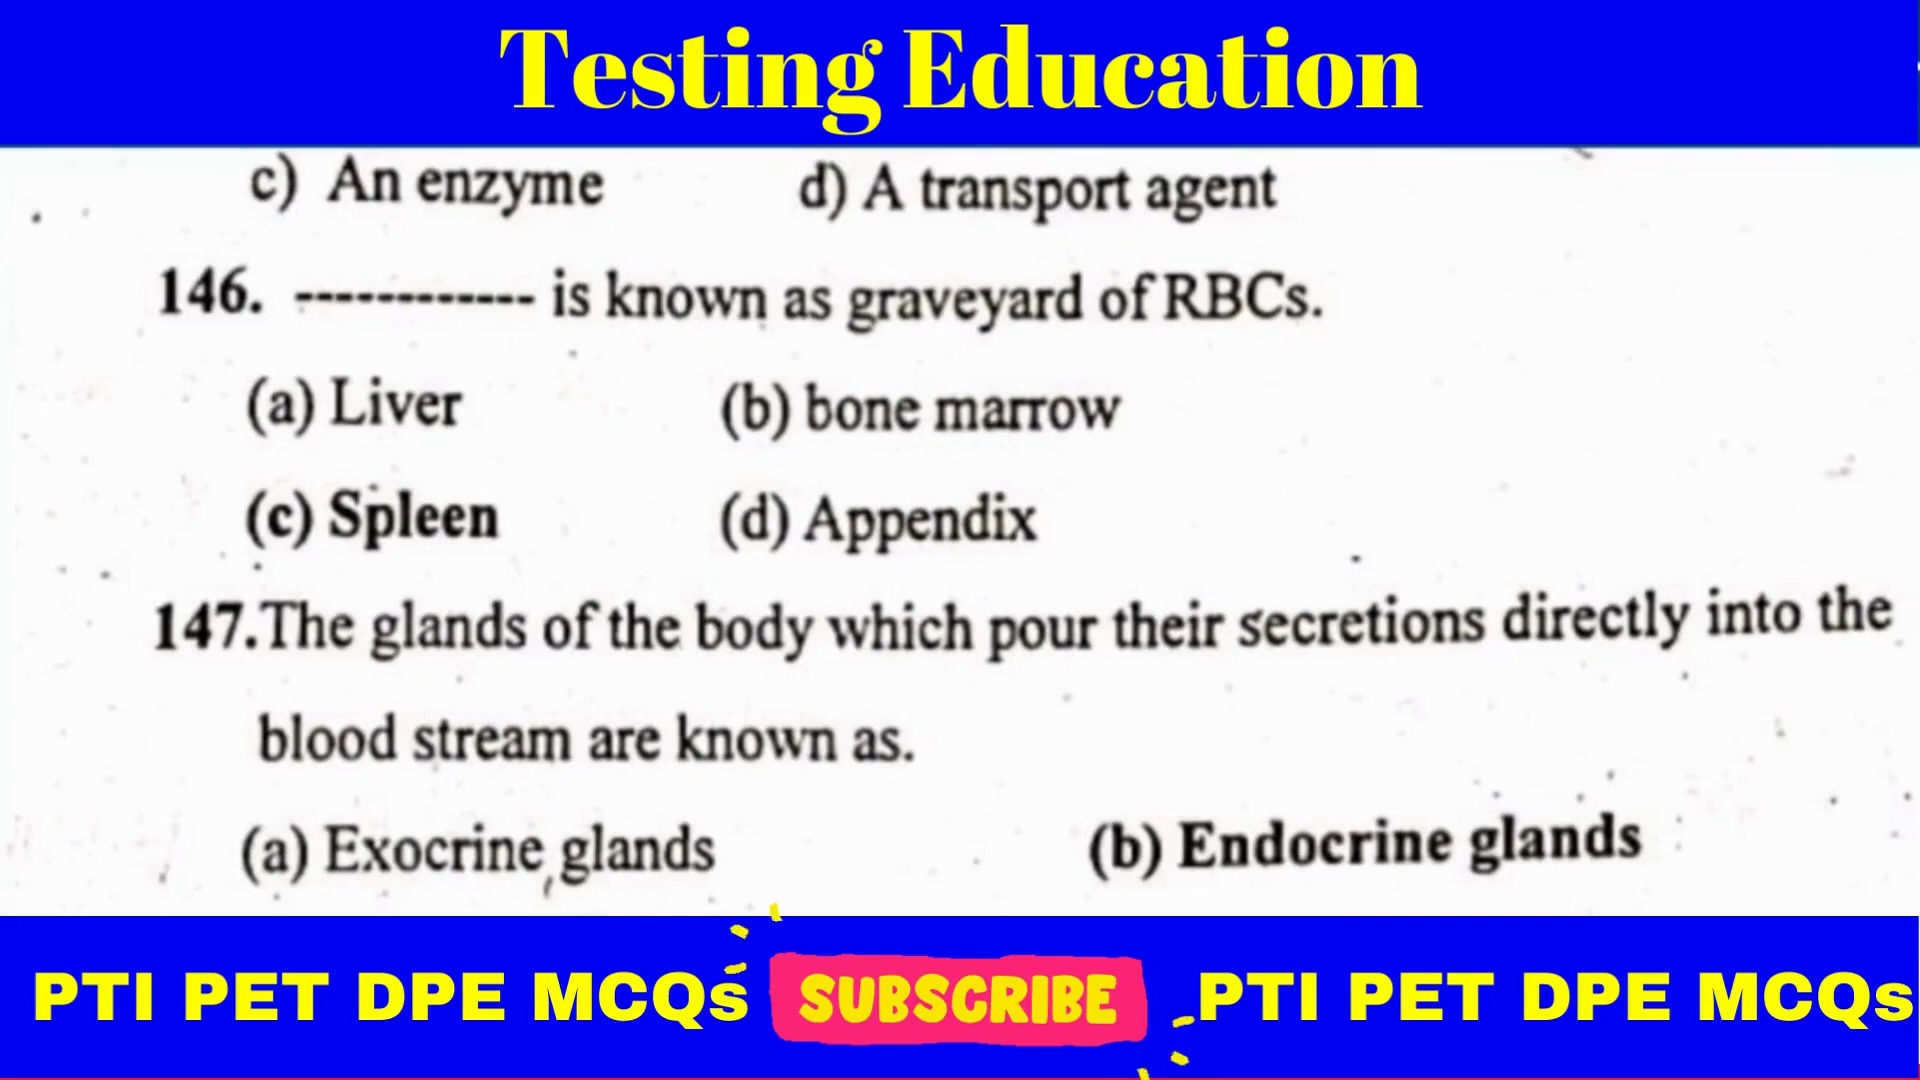 Testing Education
c) An enzyme d) A transport agent
146. ------------ is known as graveyard of RBCs.
(a) Liver (b) bone marrow
(c) Spleen (d) Appendix
147.The glands of the body which pour their secretions directly into the
blood stream are known as.
(a) Exocrine glands (b) Endocrine glands
PTI PET DPE MCQs SUBSCRIBE PTI PET DPE MCQs